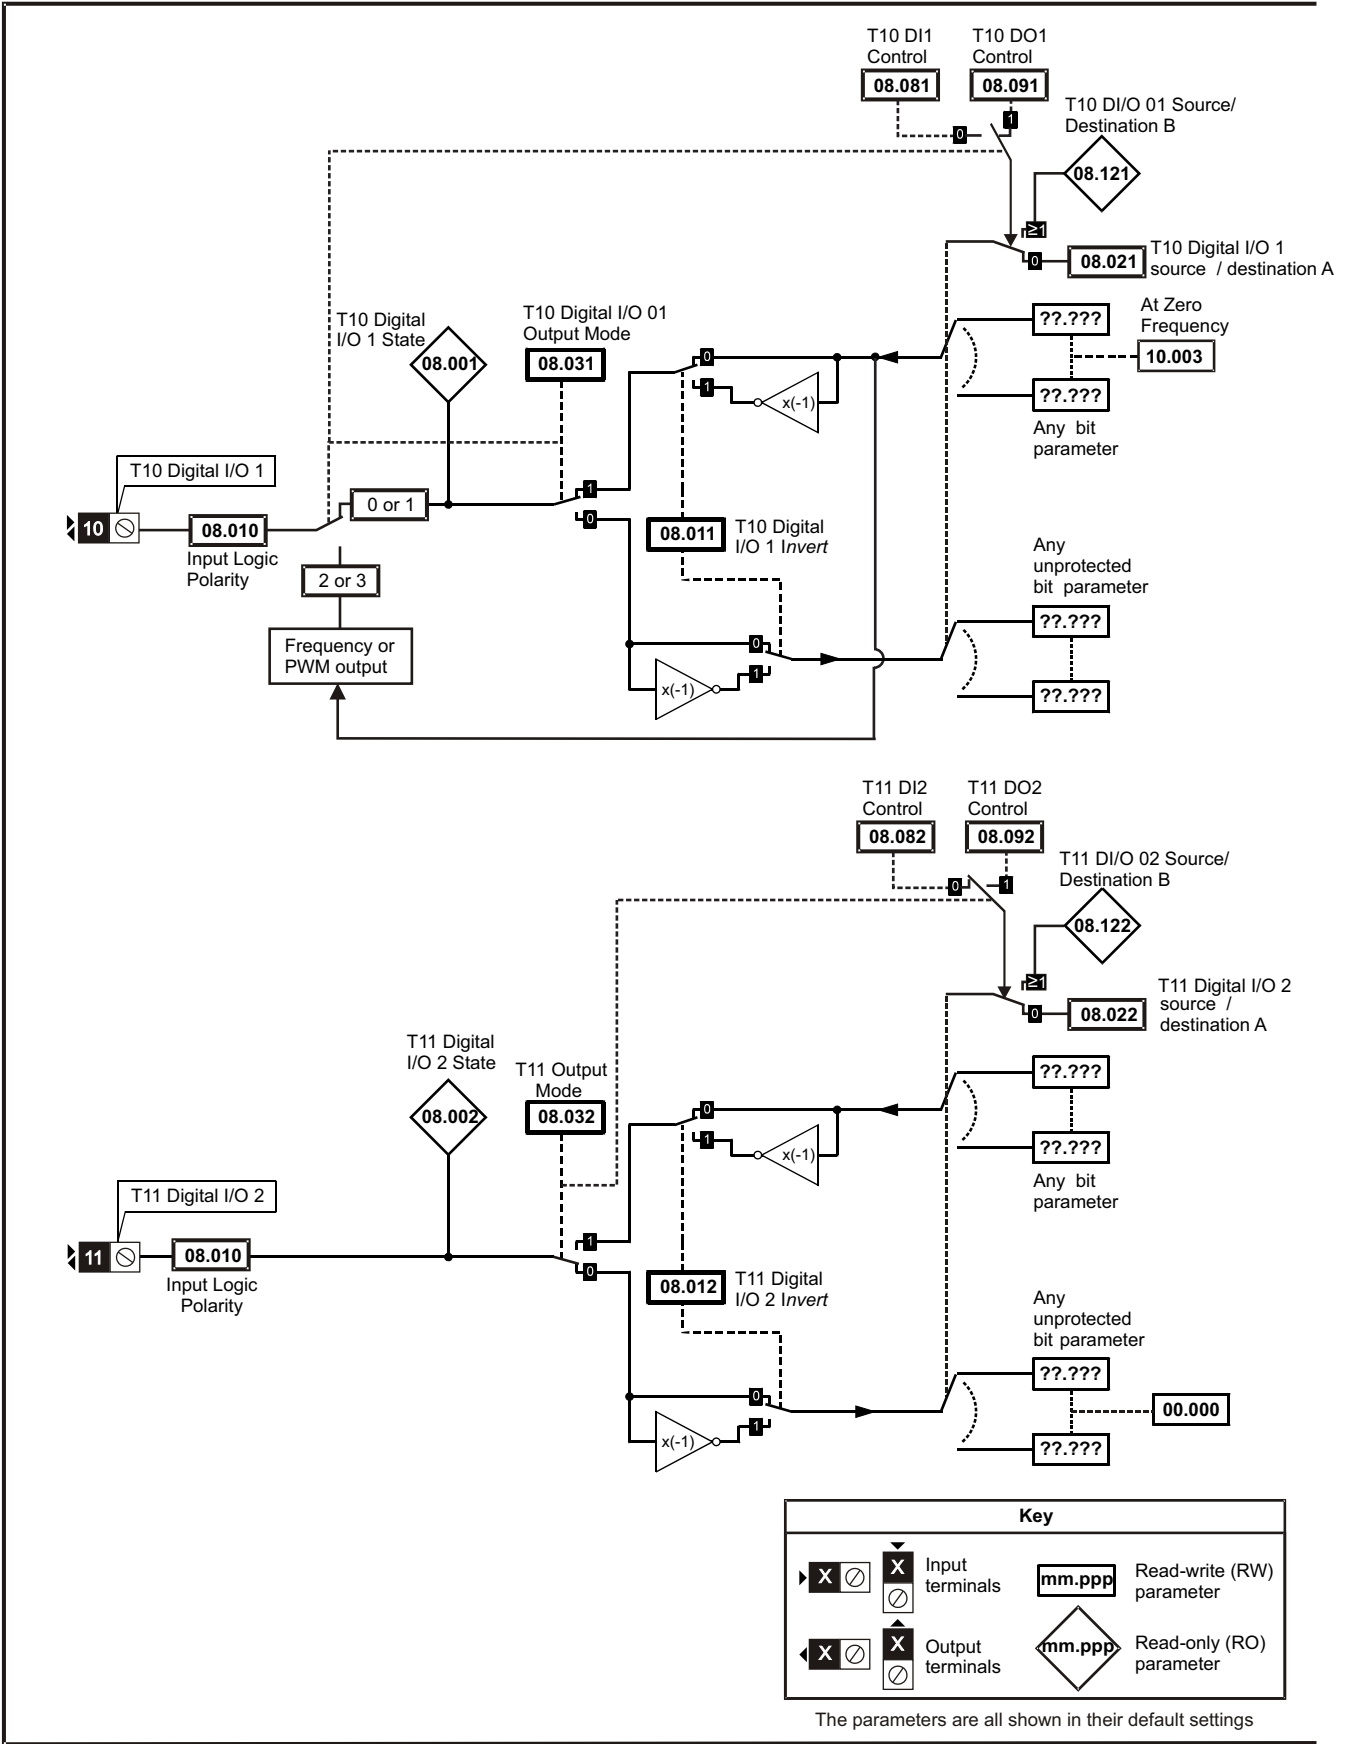 T10 DI1
Control
T10 DO1
Control
08.081
08.091
T10 DI/O 01 Source/
Destination B
0
1
08.121
≥1
T10 Digital I/O 1
source / destination A
0
08.021
T10 Digital
I/O 1 State
08.001
T10 Digital I/O 01
Output Mode
08.031
0
1
x(-1)
??.???
At Zero
Frequency
10.003
??.???
Any bit
parameter
T10 Digital I/O 1
10
08.010
Input Logic
Polarity
0 or 1
2 or 3
Frequency or
PWM output
1
0
08.011
T10 Digital
I/O 1 Invert
Any
unprotected
bit parameter
0
1
x(-1)
??.???
??.???
T11 DI2
Control
T11 DO2
Control
08.082
08.092
T11 DI/O 02 Source/
Destination B
0
1
08.122
≥1
T11 Digital I/O 2
source /
destination A
0
08.022
T11 Digital
I/O 2 State
08.002
T11 Output
Mode
08.032
0
1
x(-1)
??.???
??.???
Any bit
parameter
T11 Digital I/O 2
11
08.010
Input Logic
Polarity
1
0
08.012
T11 Digital
I/O 2 Invert
Any
unprotected
bit parameter
0
1
x(-1)
??.???
00.000
??.???
Key
X
X
Input
terminals
mm.ppp
Read-write (RW)
parameter
X
X
Output
terminals
mm.ppp
Read-only (RO)
parameter
The parameters are all shown in their default settings